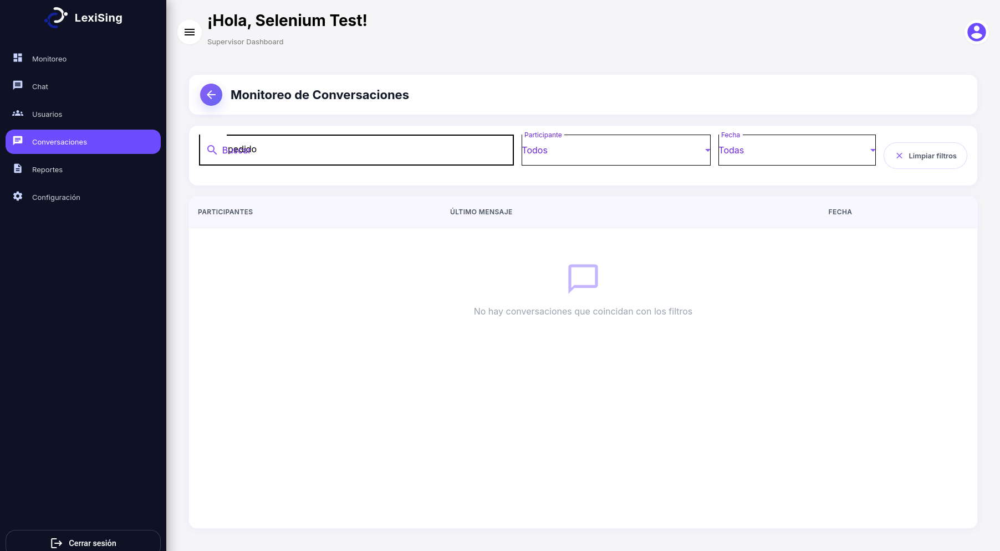 LexiSing
Monitoreo
Chat
Usuarios
Conversaciones
Reportes
Configuración
Cerrar sesión
¡Hola, Selenium Test!
Supervisor Dashboard
Monitoreo de Conversaciones
Buscar
pedido
Participante
Todos
Fecha
Todas
Limpiar filtros
PARTICIPANTES ÚLTIMO MENSAJE FECHA
No hay conversaciones que coincidan con los filtros